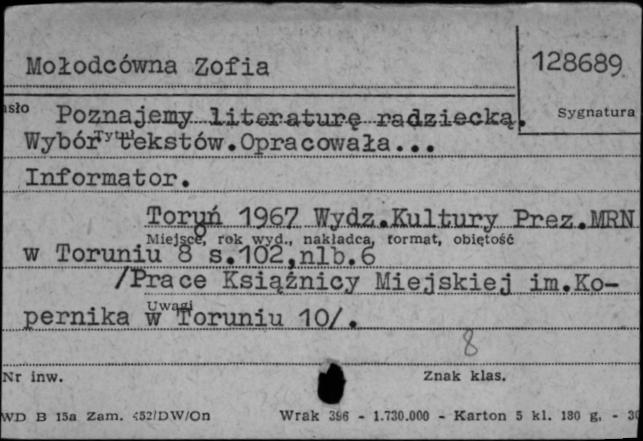 Mołodcówna Zofia
128689
Sygnatura
asło
Poznajemy literaturę radziecką.
Tytuł
Wybór tekstów.Opracowała...
Informator.
Toruń 1967 Wydz.Kultury Prez.MRN
Miejsce, rok wyd., nakładca, format, objętość
w Toruniu 8 s.102,nlb.6
/Prace Książnicy Miejskiej im.Ko-
Uwagi
pernika w Toruniu 10/.
8
Nr inw.
Znak klas.
WD B 15a Zam. 452/DW/On Wrak 396 - 1.730.000 - Karton 5 kl. 180 g, - 30